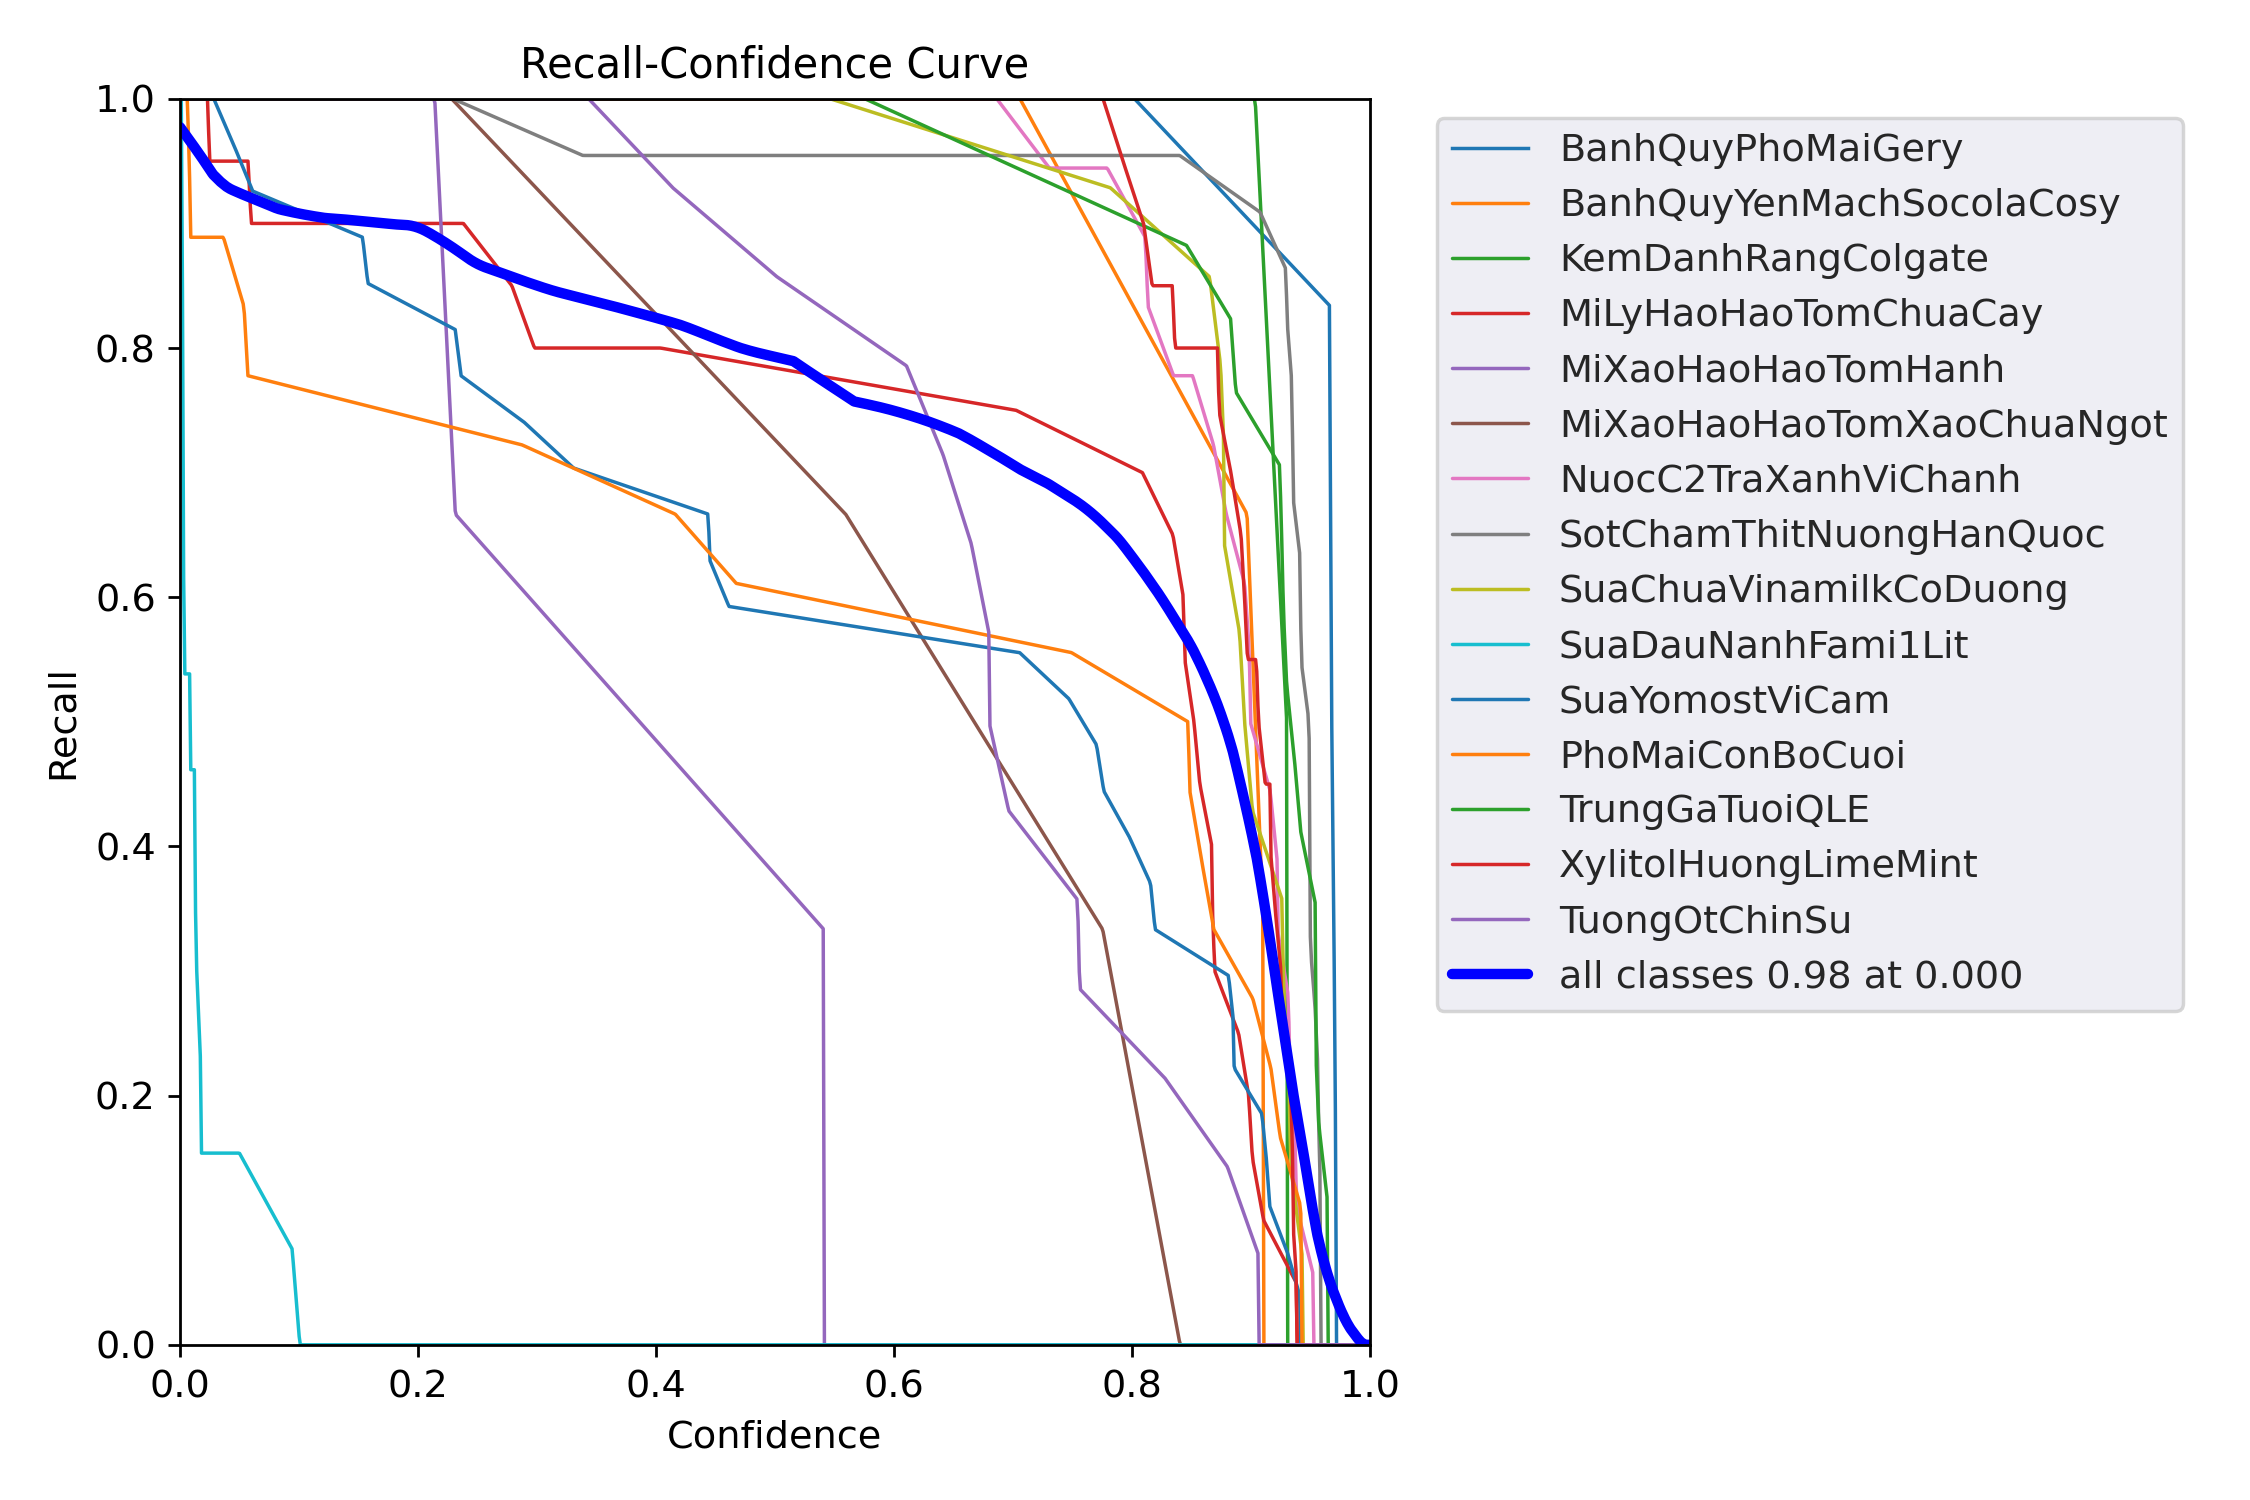 Recall-Confidence Curve
1.0
0.8
0.6
0.4
0.2
0.0
Recall
0.0 0.2 0.4 0.6 0.8 1.0
Confidence
BanhQuyPhoMaiGery
BanhQuyYenMachSocolaCosy
KemDanhRangColgate
MiLyHaoHaoTomChuaCay
MiXaoHaoHaoTomHanh
MiXaoHaoHaoTomXaoChuaNgot
NuocC2TraXanhViChanh
SotChamThitNuongHanQuoc
SuaChuaVinamilkCoDuong
SuaDauNanhFami1Lit
SuaYomostViCam
PhoMaiConBoCuoi
TrungGaTuoiQLE
XylitolHuongLimeMint
TuongOtChinSu
all classes 0.98 at 0.000